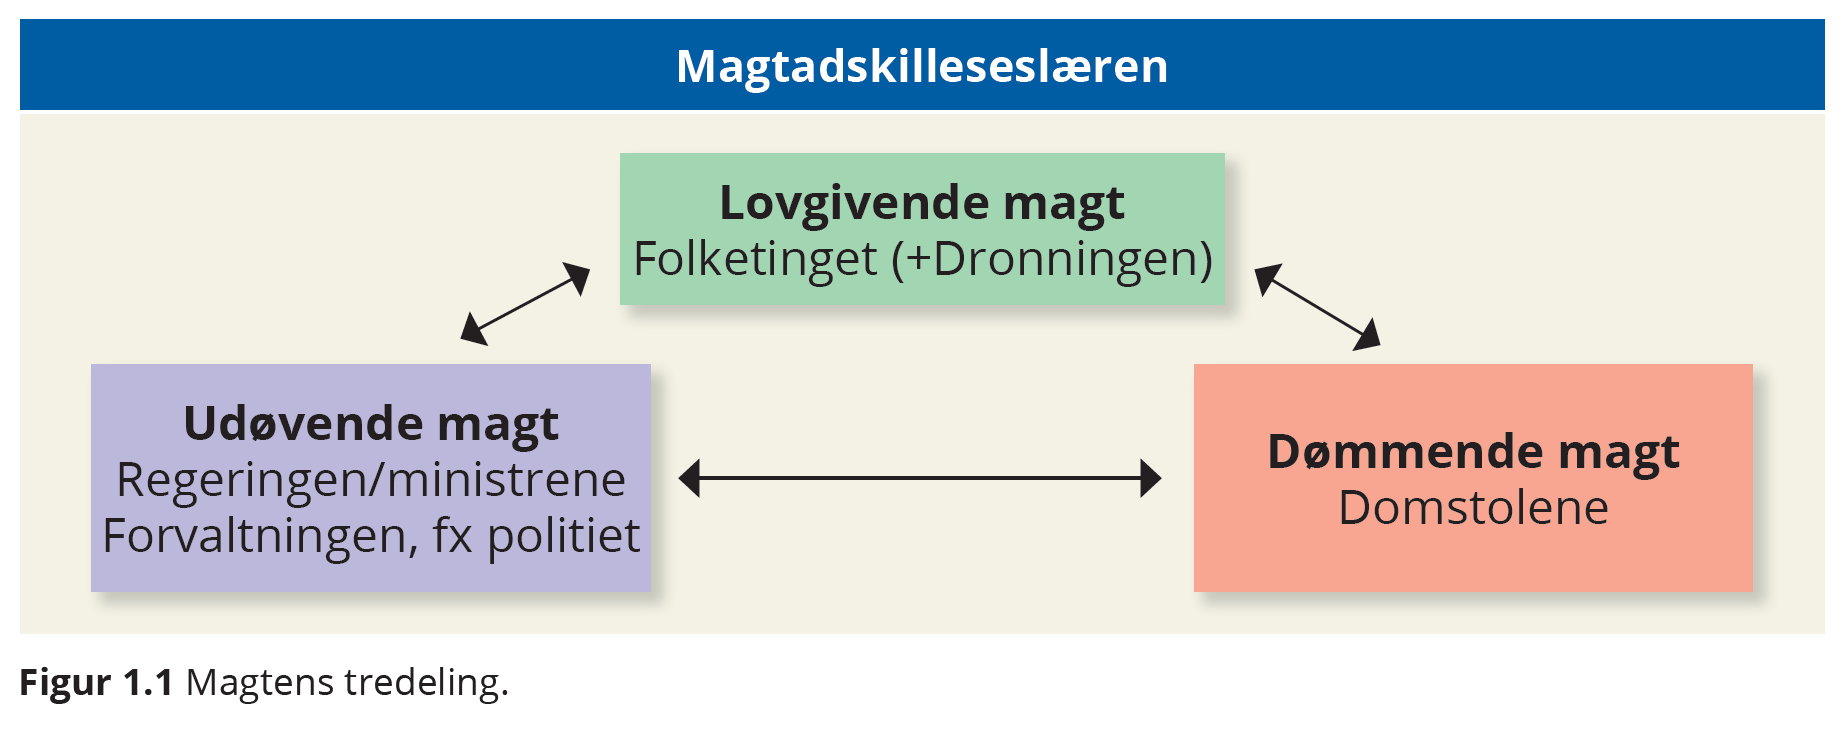 Magtadskilleseslæren
Lovgivende magt
Folketinget (+Dronningen)
Udøvende magt
Regeringen/ministrene
Forvaltningen, fx politiet
Dømmende magt
Domstolene
Figur 1.1 Magtens tredeling.